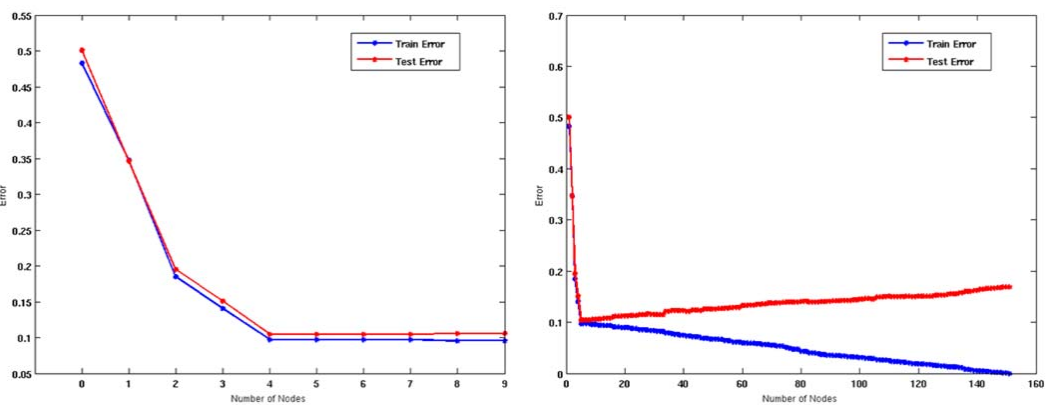 0.55
0.5
0.45
0.4
0.35
0.3
0.25
0.2
0.15
0.1
0.05
Error
Train Error
Test Error
0 1 2 3 4 5 6 7 8 9
Number of Nodes
0.7
0.6
0.5
0.4
0.3
0.2
0.1
0
Error
Train Error
Test Error
0 20 40 60 80 100 120 140 160
Number of Nodes